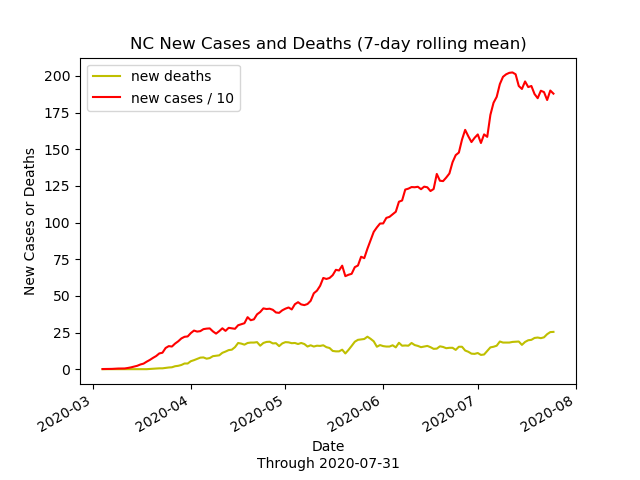 NC New Cases and Deaths (7-day rolling mean)
new deaths
new cases / 10
200
175
150
125
100
75
50
25
0
New Cases or Deaths
2020-03
2020-04
2020-05
2020-06
2020-07
2020-08
Date
Through 2020-07-31